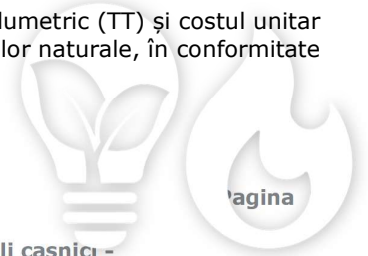 lumetric (TT) și costul unitar
lor naturale, în conformitate
agina
li casnici -